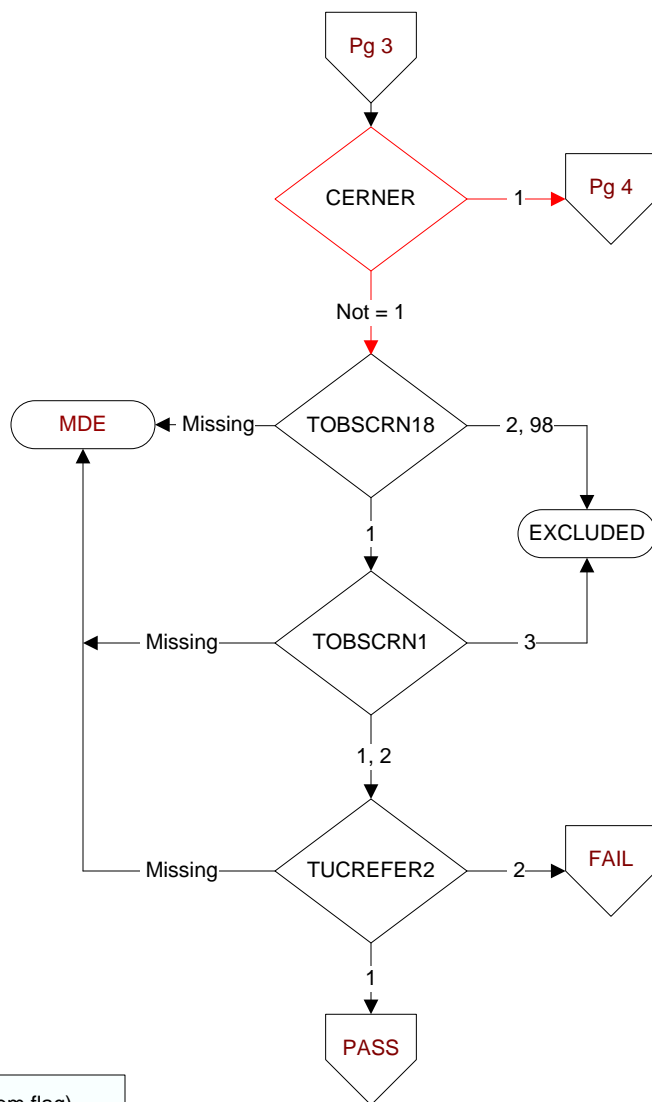 Pg 3
CERNER
1
Pg 4
Not = 1
MDE
Missing
TOBSCRN18
2, 98
1
EXCLUDED
Missing
TOBSCRN1
3
1, 2
Missing
TUCREFER2
2
FAIL
1
PASS
flag)